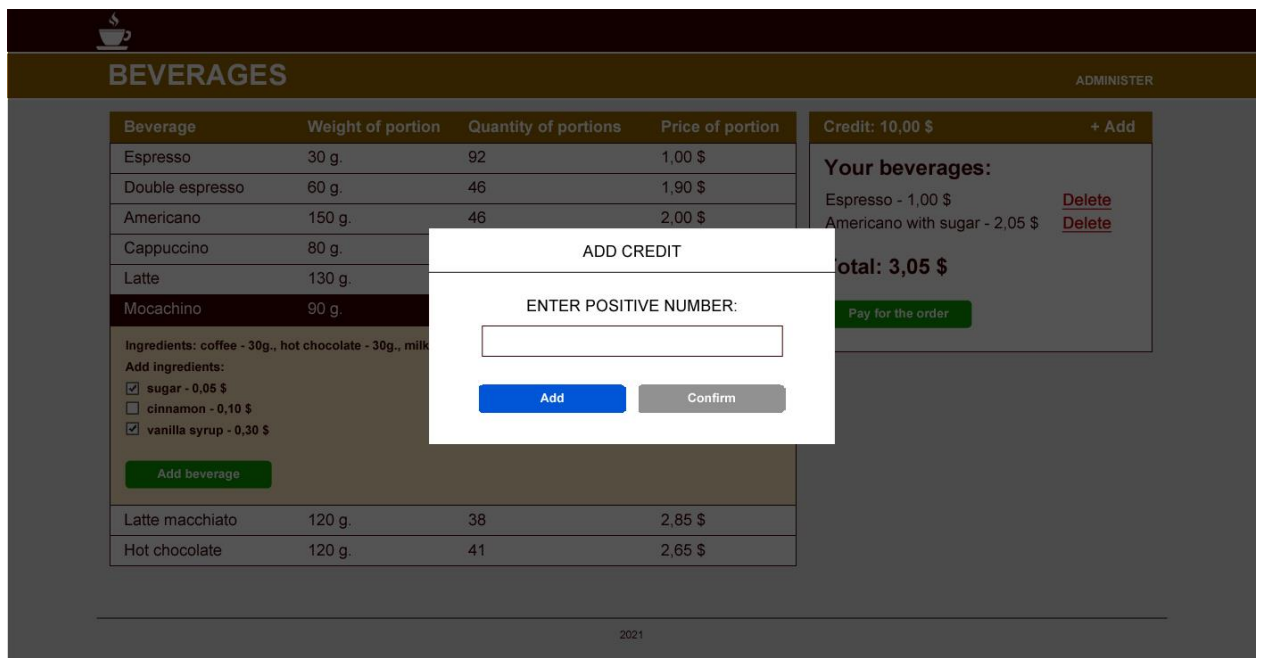 BEVERAGES
ADMINISTER
Beverage Weight of portion Quantity of portions Price of portion
Espresso 30 g. 92 1,00 $
Double espresso 60 g. 46 1,90 $
Americano 150 g. 46 2,00 $
Cappuccino 80 g.
Latte 130 g.
Mocachino 90 g.
Ingredients: coffee - 30g., hot chocolate - 30g., milk
Add ingredients:
sugar - 0,05 $
cinnamon - 0,10 $
vanilla syrup - 0,30 $
Add beverage
Latte macchiato 120 g. 38 2,85 $
Hot chocolate 120 g. 41 2,65 $
Credit: 10,00 $ + Add
Your beverages:
Espresso - 1,00 $ Delete
Americano with sugar - 2,05 $ Delete
otal: 3,05 $
Pay for the order
ADD CREDIT
ENTER POSITIVE NUMBER:
Add Confirm
2021